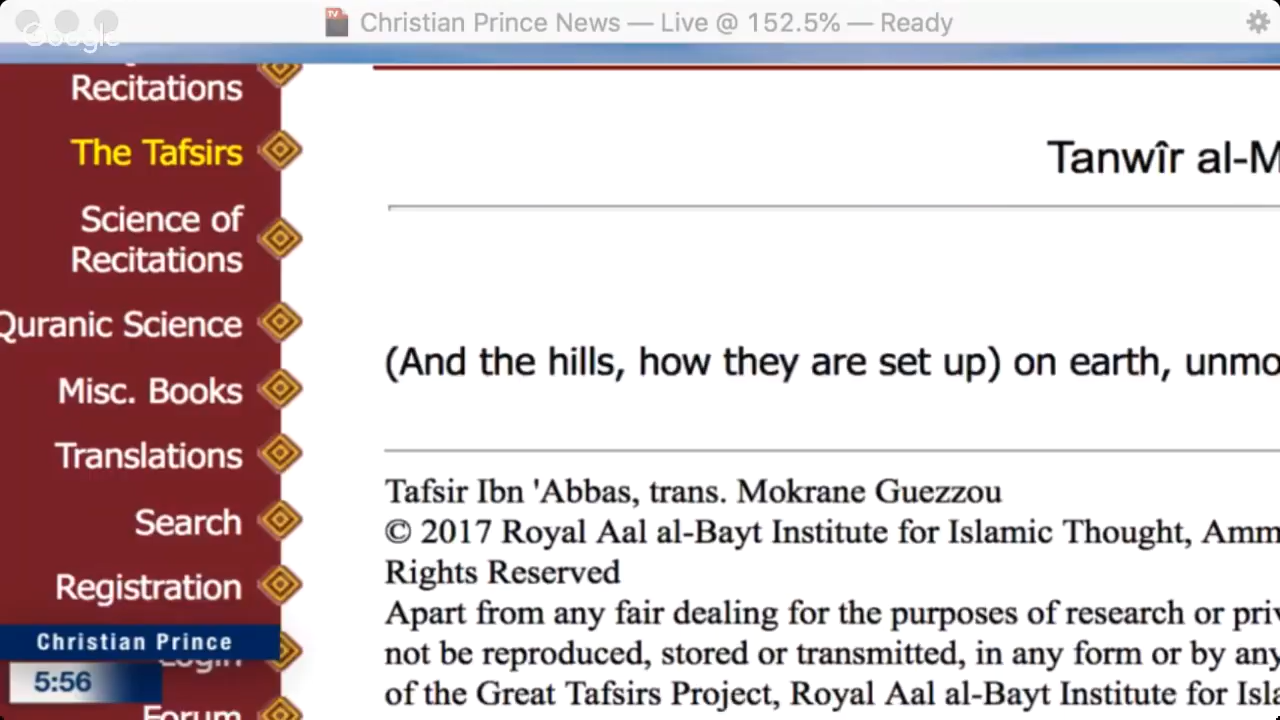 Christian Prince News — Live @ 152.5% — Ready
Google
Recitations
The Tafsirs
Science of
Recitations
Quranic Science
Misc. Books
Translations
Search
Registration
Login
Forum
Christian Prince
5:56
Tanwîr al-M
(And the hills, how they are set up) on earth, unmo
Tafsir Ibn 'Abbas, trans. Mokrane Guezzou
© 2017 Royal Aal al-Bayt Institute for Islamic Thought, Amm
Rights Reserved
Apart from any fair dealing for the purposes of research or priv
not be reproduced, stored or transmitted, in any form or by any
of the Great Tafsirs Project, Royal Aal al-Bayt Institute for Isla